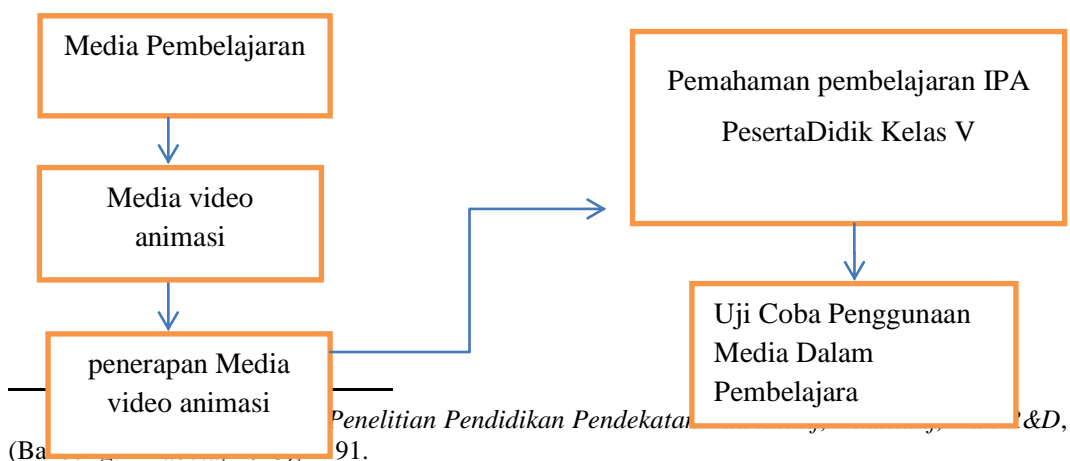 Media Pembelajaran
Media video
animasi
penerapan Media
video animasi
Pemahaman pembelajaran IPA
PesertaDidik Kelas V
Uji Coba Penggunaan
Media Dalam
Pembelajara
Penelitian Pendidikan Pendekatan R&D,
(Ba 91.